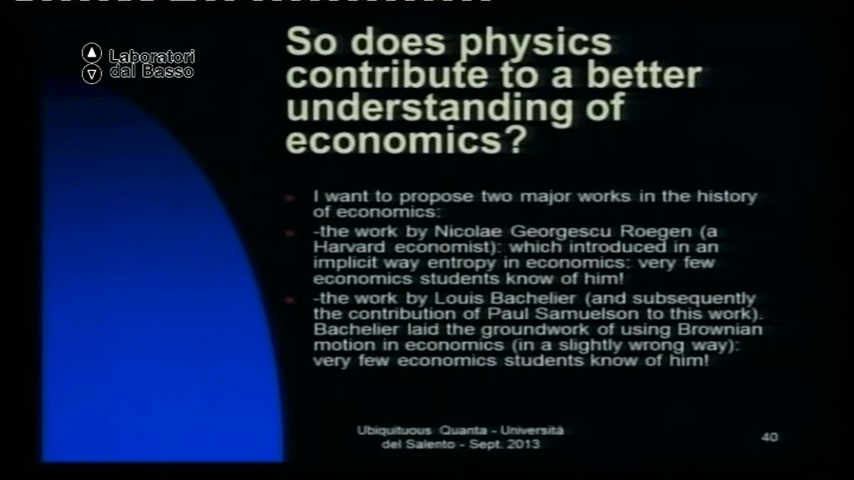 Laboratori
dal Basso
So does physics
contribute to a better
understanding of
economics?
I want to propose two major works in the history
of economics:
-the work by Nicolae Georgescu Roegen (a
Harvard economist): which introduced in an
implicit way entropy in economics: very few
economics students know of him!
-the work by Louis Bachelier (and subsequently
the contribution of Paul Samuelson to this work).
Bachelier laid the groundwork of using Brownian
motion in economics (in a slightly wrong way):
very few economics students know of him!
Ubiquituous Quanta - Università
del Salento - Sept. 2013
40